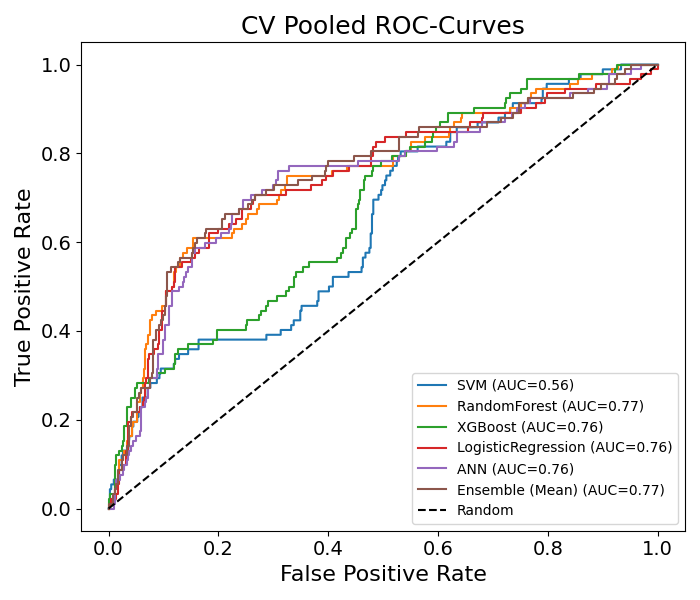 CV Pooled ROC-Curves
True Positive Rate
1.0
0.8
0.6
0.4
0.2
0.0
SVM (AUC=0.56)
RandomForest (AUC=0.77)
XGBoost (AUC=0.76)
LogisticRegression (AUC=0.76)
ANN (AUC=0.76)
Ensemble (Mean) (AUC=0.77)
Random
0.0 0.2 0.4 0.6 0.8 1.0
False Positive Rate